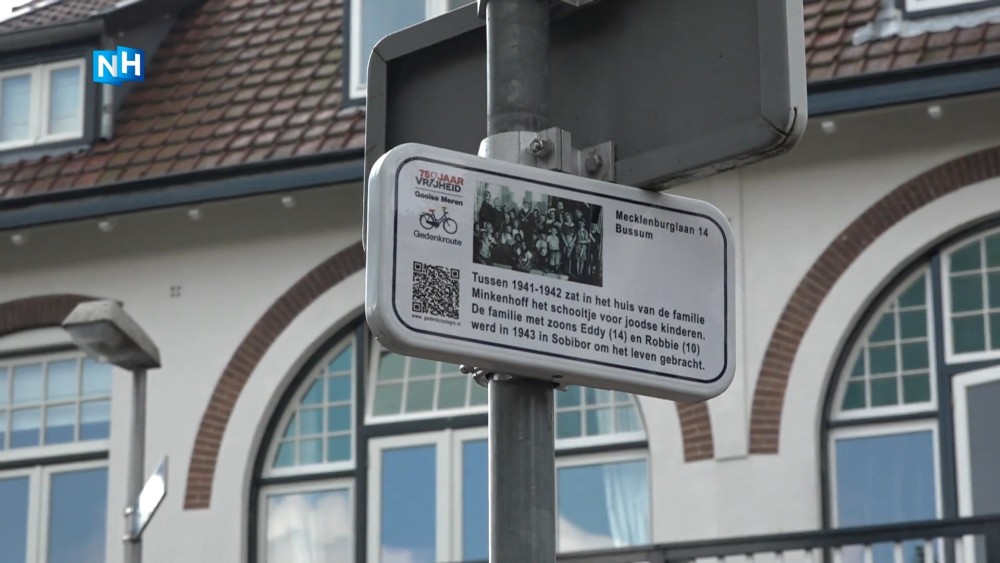 NH
75 JAAR
VRIJHEID
Gooise Meren
Gedenkroute
Mecklenburglaan 14
Bussum
Tussen 1941-1942 zat in het huis van de familie
Minkenhoff het schooltje voor joodse kinderen.
De familie met zoons Eddy (14) en Robbie (10)
werd in 1943 in Sobibor om het leven gebracht.